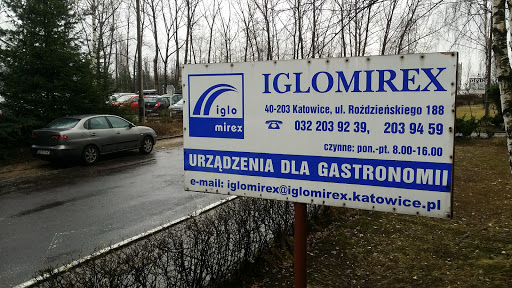 IGLOMIREX
iglo
mirex
40-203 Katowice, ul. Roździeńskiego 188
☎ 032 203 92 39, 203 94 59
czynne: pon.-pt. 8.00-16.00
URZĄDZENIA DLA GASTRONOMII
e-mail: iglomirex@iglomirex.katowice.pl